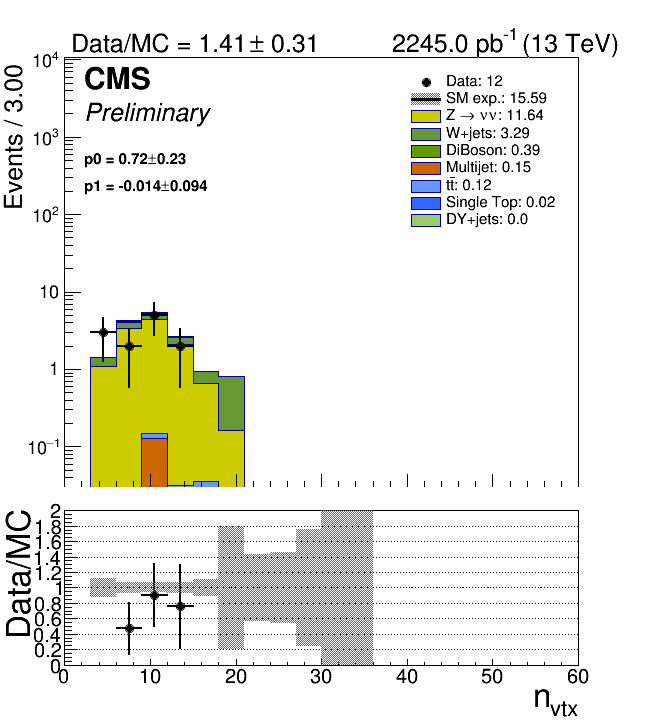 Data/MC = 1.41 ± 0.31 2245.0 pb⁻¹ (13 TeV)
Events / 3.00
10⁴
10³
10²
10
1
10⁻¹
CMS
Preliminary
p0 = 0.72±0.23
p1 = -0.014±0.094
Data: 12
SM exp.: 15.59
Z → νν: 11.64
W+jets: 3.29
DiBoson: 0.39
Multijet: 0.15
tt̄: 0.12
Single Top: 0.02
DY+jets: 0.0
Data/MC
2
1.8
1.6
1.4
1.2
1
0.8
0.6
0.4
0.2
0
0 10 20 30 40 50 60
n_vtx